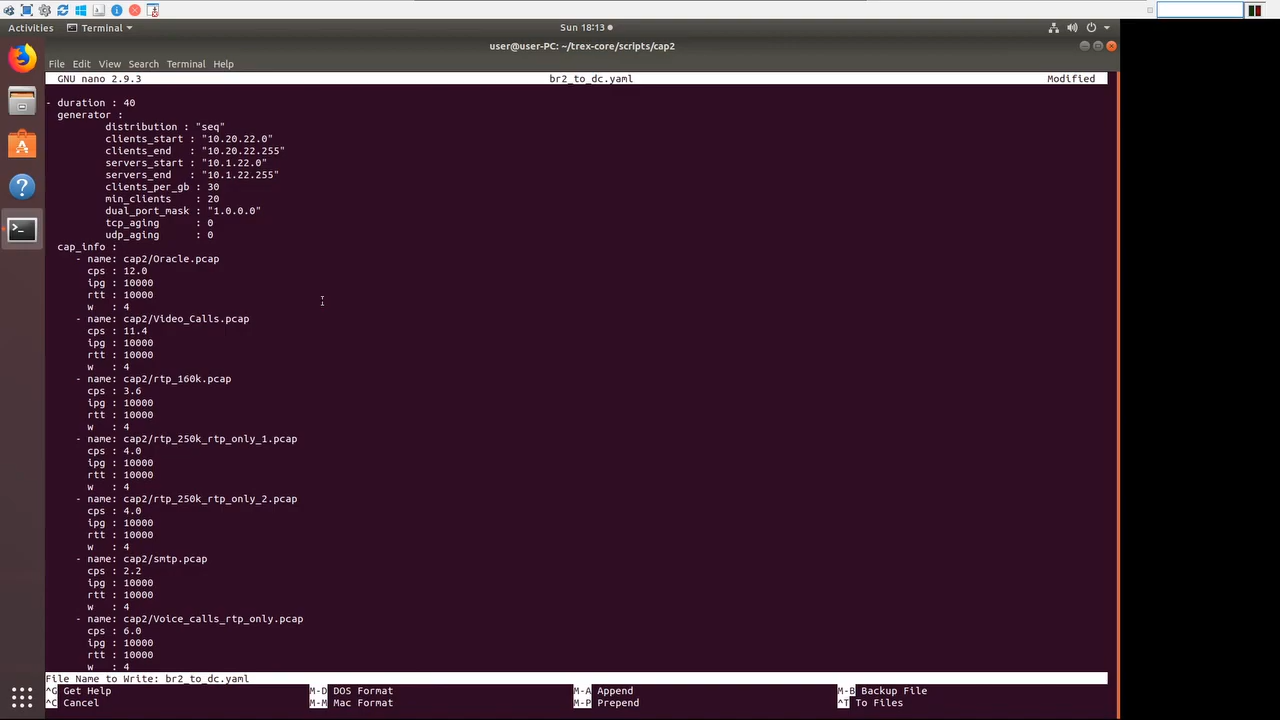 Activities
Terminal
Sun 18:13
user@user-PC: ~/trex-core/scripts/cap2
File Edit View Search Terminal Help
GNU nano 2.9.3 br2_to_dc.yaml Modified
- duration : 40
generator :
distribution : "seq"
clients_start : "10.20.22.0"
clients_end : "10.20.22.255"
servers_start : "10.1.22.0"
servers_end : "10.1.22.255"
clients_per_gb : 30
min_clients : 20
dual_port_mask : "1.0.0.0"
tcp_aging : 0
udp_aging : 0
cap_info :
- name: cap2/Oracle.pcap
cps : 12.0
ipg : 10000
rtt : 10000
w : 4
- name: cap2/Video_Calls.pcap
cps : 11.4
ipg : 10000
rtt : 10000
w : 4
- name: cap2/rtp_160k.pcap
cps : 3.6
ipg : 10000
rtt : 10000
w : 4
- name: cap2/rtp_250k_rtp_only_1.pcap
cps : 4.0
ipg : 10000
rtt : 10000
w : 4
- name: cap2/rtp_250k_rtp_only_2.pcap
cps : 4.0
ipg : 10000
rtt : 10000
w : 4
- name: cap2/smtp.pcap
cps : 2.2
ipg : 10000
rtt : 10000
w : 4
- name: cap2/Voice_calls_rtp_only.pcap
cps : 6.0
ipg : 10000
rtt : 10000
w : 4
File Name to Write: br2_to_dc.yaml
^G Get Help M-D DOS Format M-A Append M-B Backup File
^C Cancel M-M Mac Format M-P Prepend ^T To Files